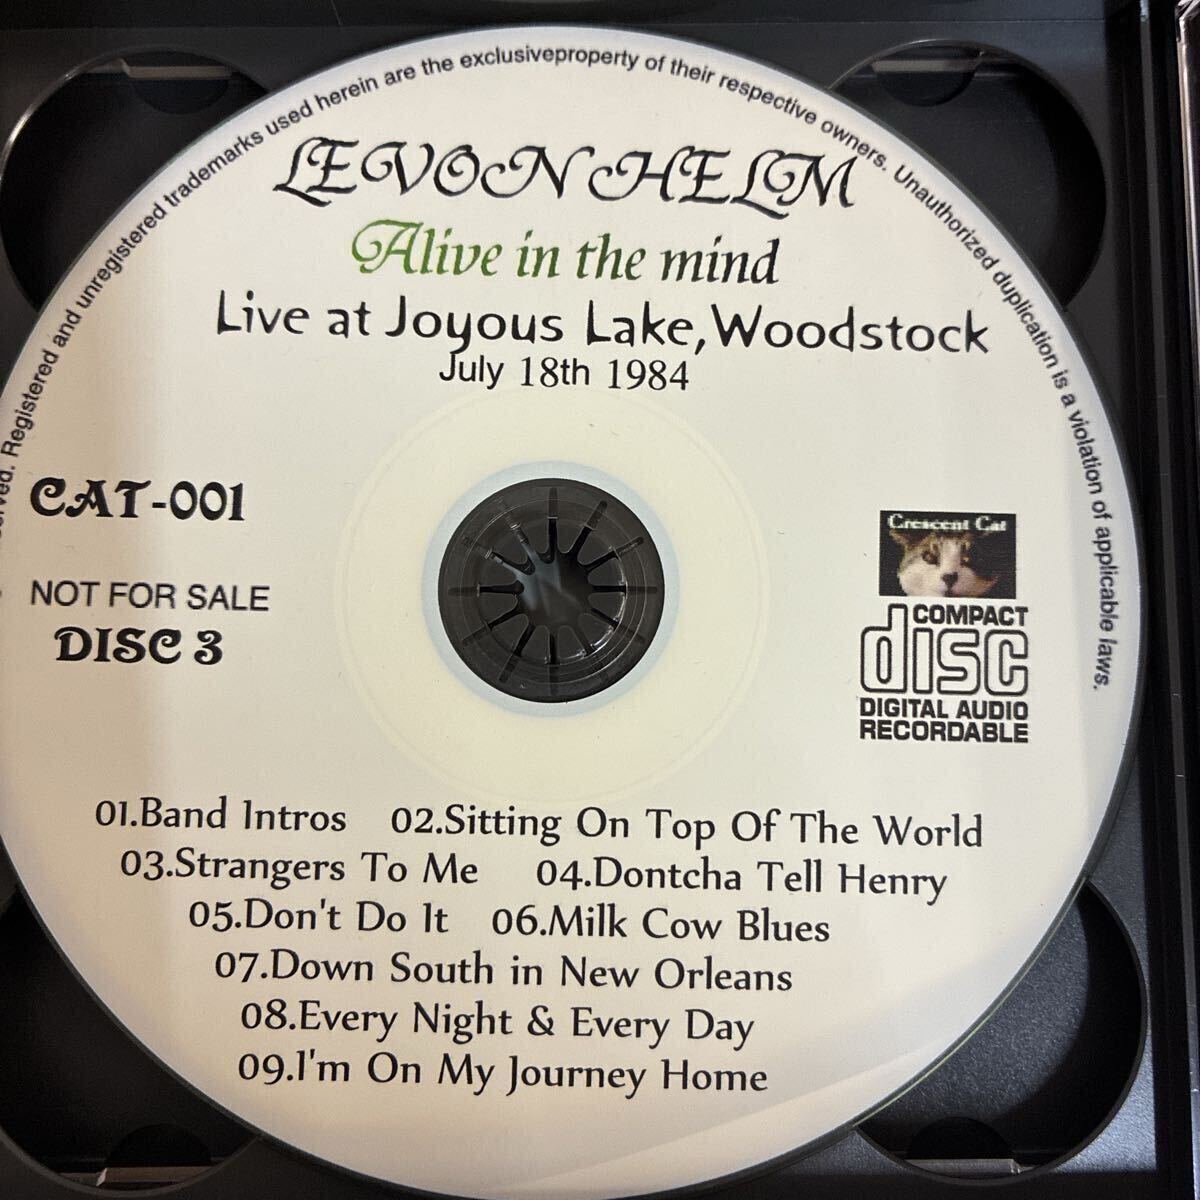 served. Registered and unregistered trademarks used herein are the exclusiveproperty of their respective owners. Unauthorized duplication is a violation of applicable laws.
LEVON HELM
Alive in the mind
Live at Joyous Lake,Woodstock
July 18th 1984
CAT-001
NOT FOR SALE
DISC 3
Crescent Cat
COMPACT
disc
DIGITAL AUDIO
RECORDABLE
01.Band Intros 02.Sitting On Top Of The World
03.Strangers To Me 04.Dontcha Tell Henry
05.Don't Do It 06.Milk Cow Blues
07.Down South in New Orleans
08.Every Night & Every Day
09.I'm On My Journey Home